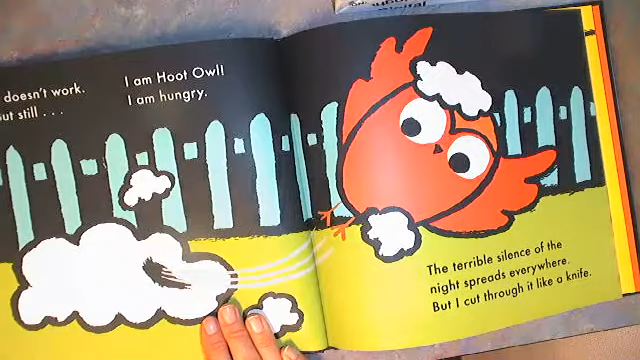 doesn't work.
ut still . . .
I am Hoot Owl!
I am hungry.
The terrible silence of the
night spreads everywhere.
But I cut through it like a knife.